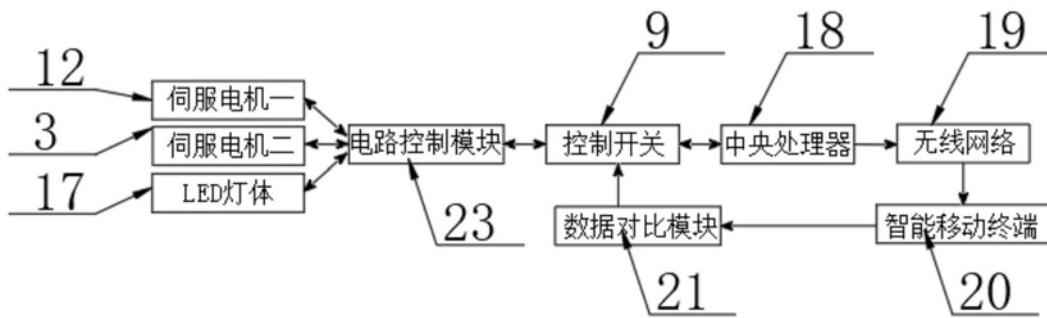 12
伺服电机一
3
伺服电机二
17
LED灯体
电路控制模块
23
9
控制开关
18
中央处理器
19
无线网络
数据对比模块
21
智能移动终端
20